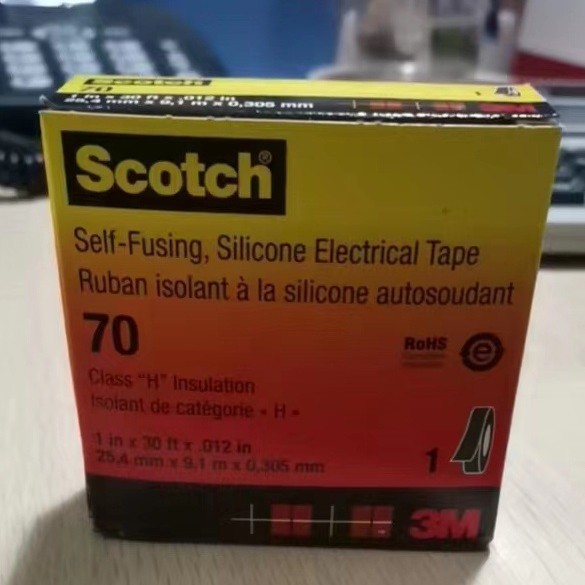 Scotch
70
1 in x 30 ft x .012 in
25,4 mm x 9,1 m x 0,305 mm
Scotch®
Self-Fusing, Silicone Electrical Tape
Ruban isolant à la silicone autosoudant
70
RoHS
Class "H" Insulation
Isolant de catégorie « H »
1 in x 30 ft x .012 in
25,4 mm x 9,1 m x 0,305 mm
1
3M